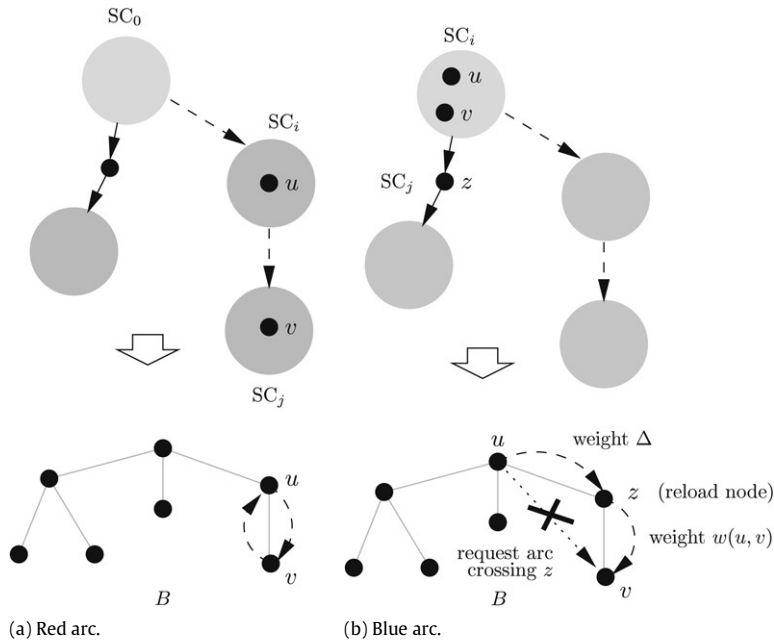 SC₀
SCᵢ
u
v
SCⱼ
B
(a) Red arc.
SCᵢ
u
v
SCⱼ
z
u
weight Δ
z (reload node)
weight w(u, v)
request arc
crossing z
v
B
(b) Blue arc.